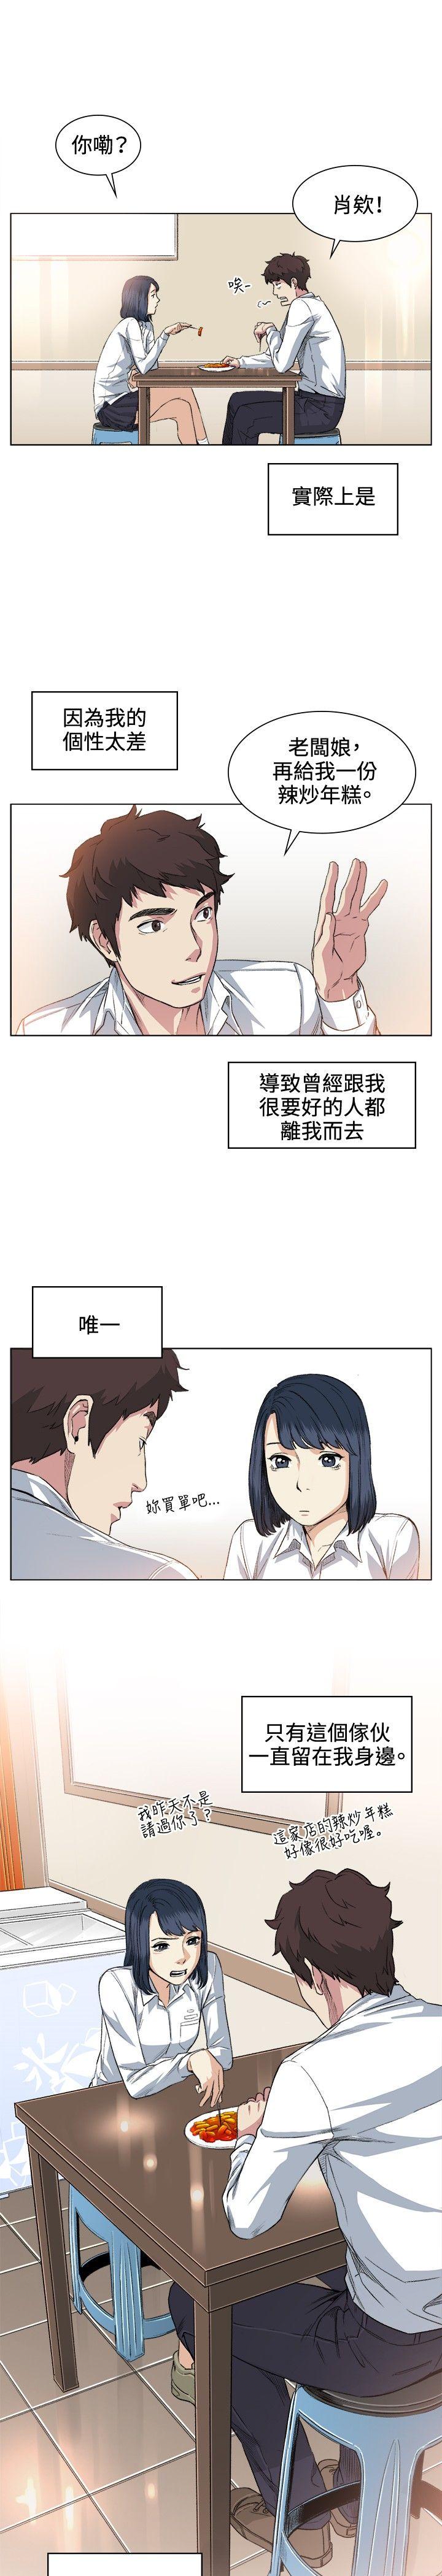 你嘞?
肖欸!
唉~
實際上是
因為我的
個性太差
老闆娘,
再給我一份
辣炒年糕。
導致曾經跟我
很要好的人都
離我而去
唯一
妳買單吧...
只有這個傢伙
一直留在我身邊。
我昨天不是
請過你了?
這家店的辣炒年糕
好像很好吃喔。